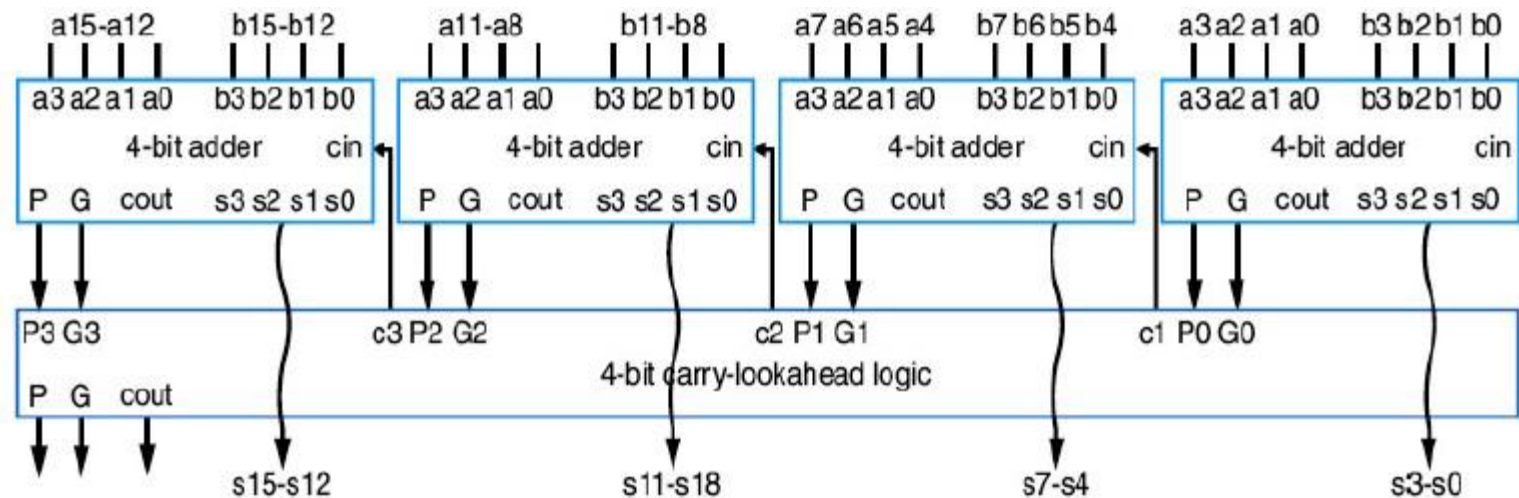 a15-a12 b15-b12 a11-a8 b11-b8 a7 a6 a5 a4 b7 b6 b5 b4 a3 a2 a1 a0 b3 b2 b1 b0
a3 a2 a1 a0 b3 b2 b1 b0 a3 a2 a1 a0 b3 b2 b1 b0 a3 a2 a1 a0 b3 b2 b1 b0 a3 a2 a1 a0 b3 b2 b1 b0
4-bit adder cin 4-bit adder cin 4-bit adder cin 4-bit adder cin
P G cout s3 s2 s1 s0 P G cout s3 s2 s1 s0 P G cout s3 s2 s1 s0 P G cout s3 s2 s1 s0
P3 G3 c3 P2 G2 c2 P1 G1 c1 P0 G0
4-bit carry-lookahead logic
P G cout
s15-s12 s11-s18 s7-s4 s3-s0